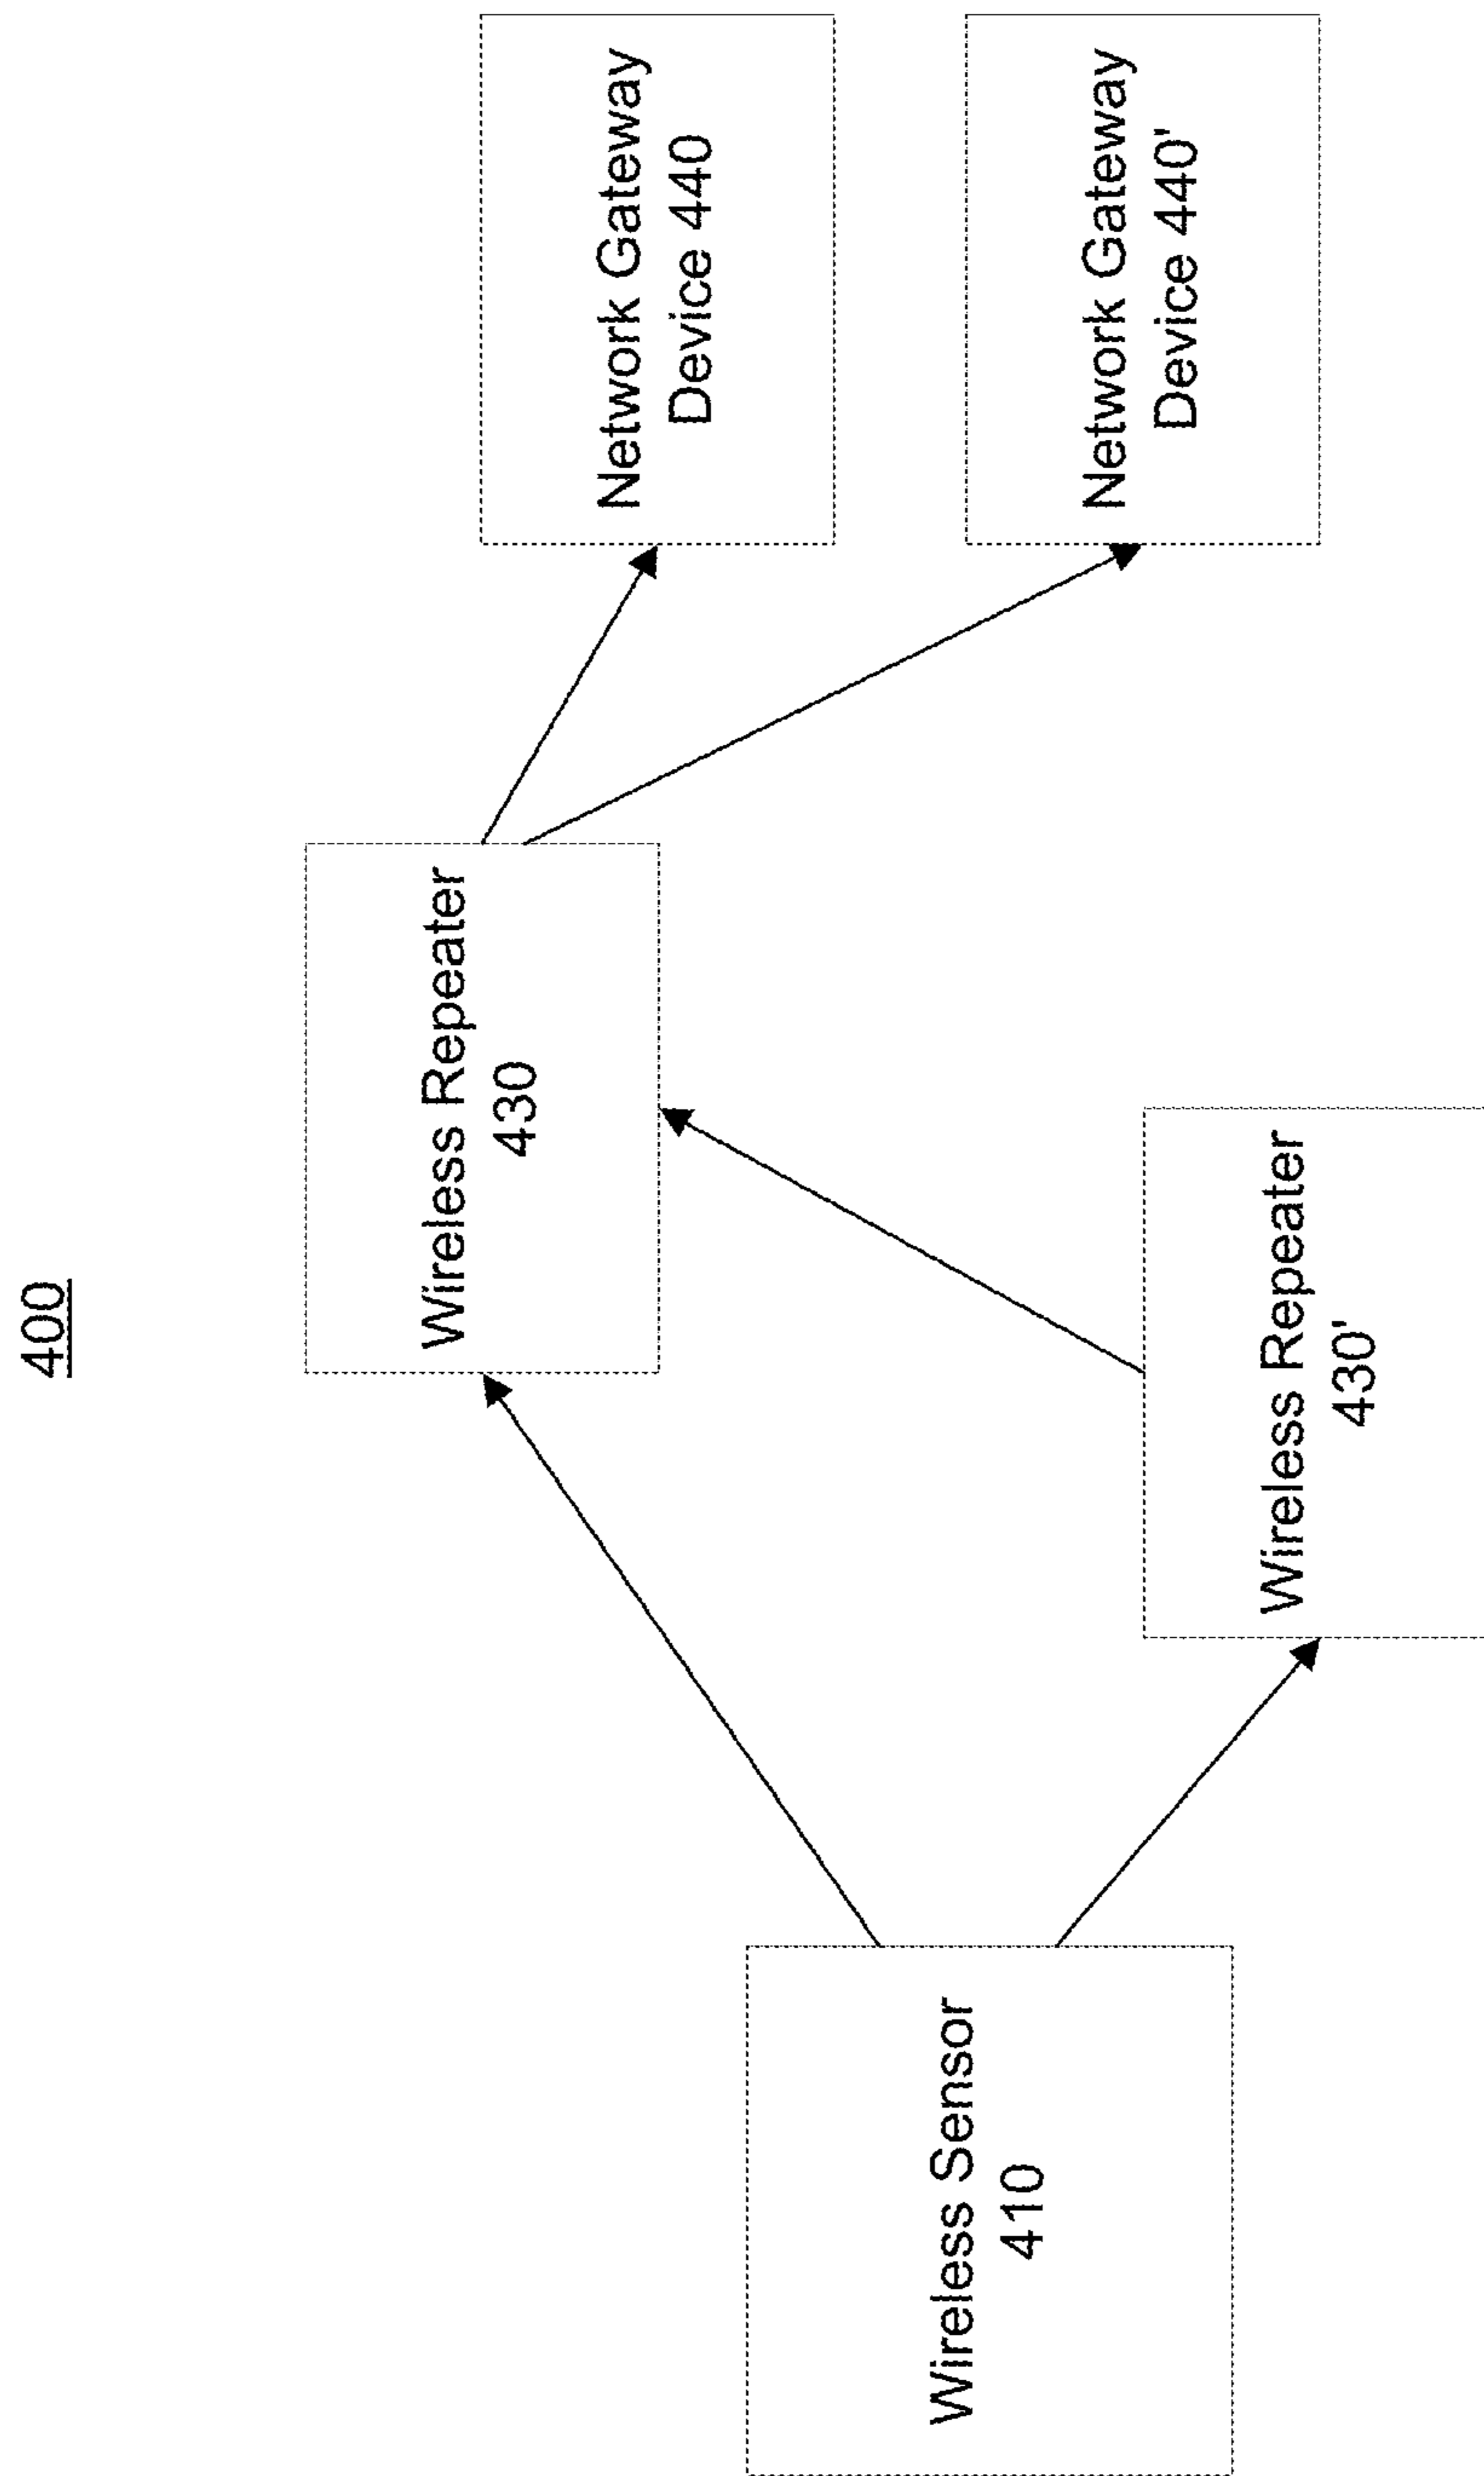 400
Wireless Sensor
410
Wireless Repeater
430
Wireless Repeater
430'
Network Gateway
Device 440
Network Gateway
Device 440'